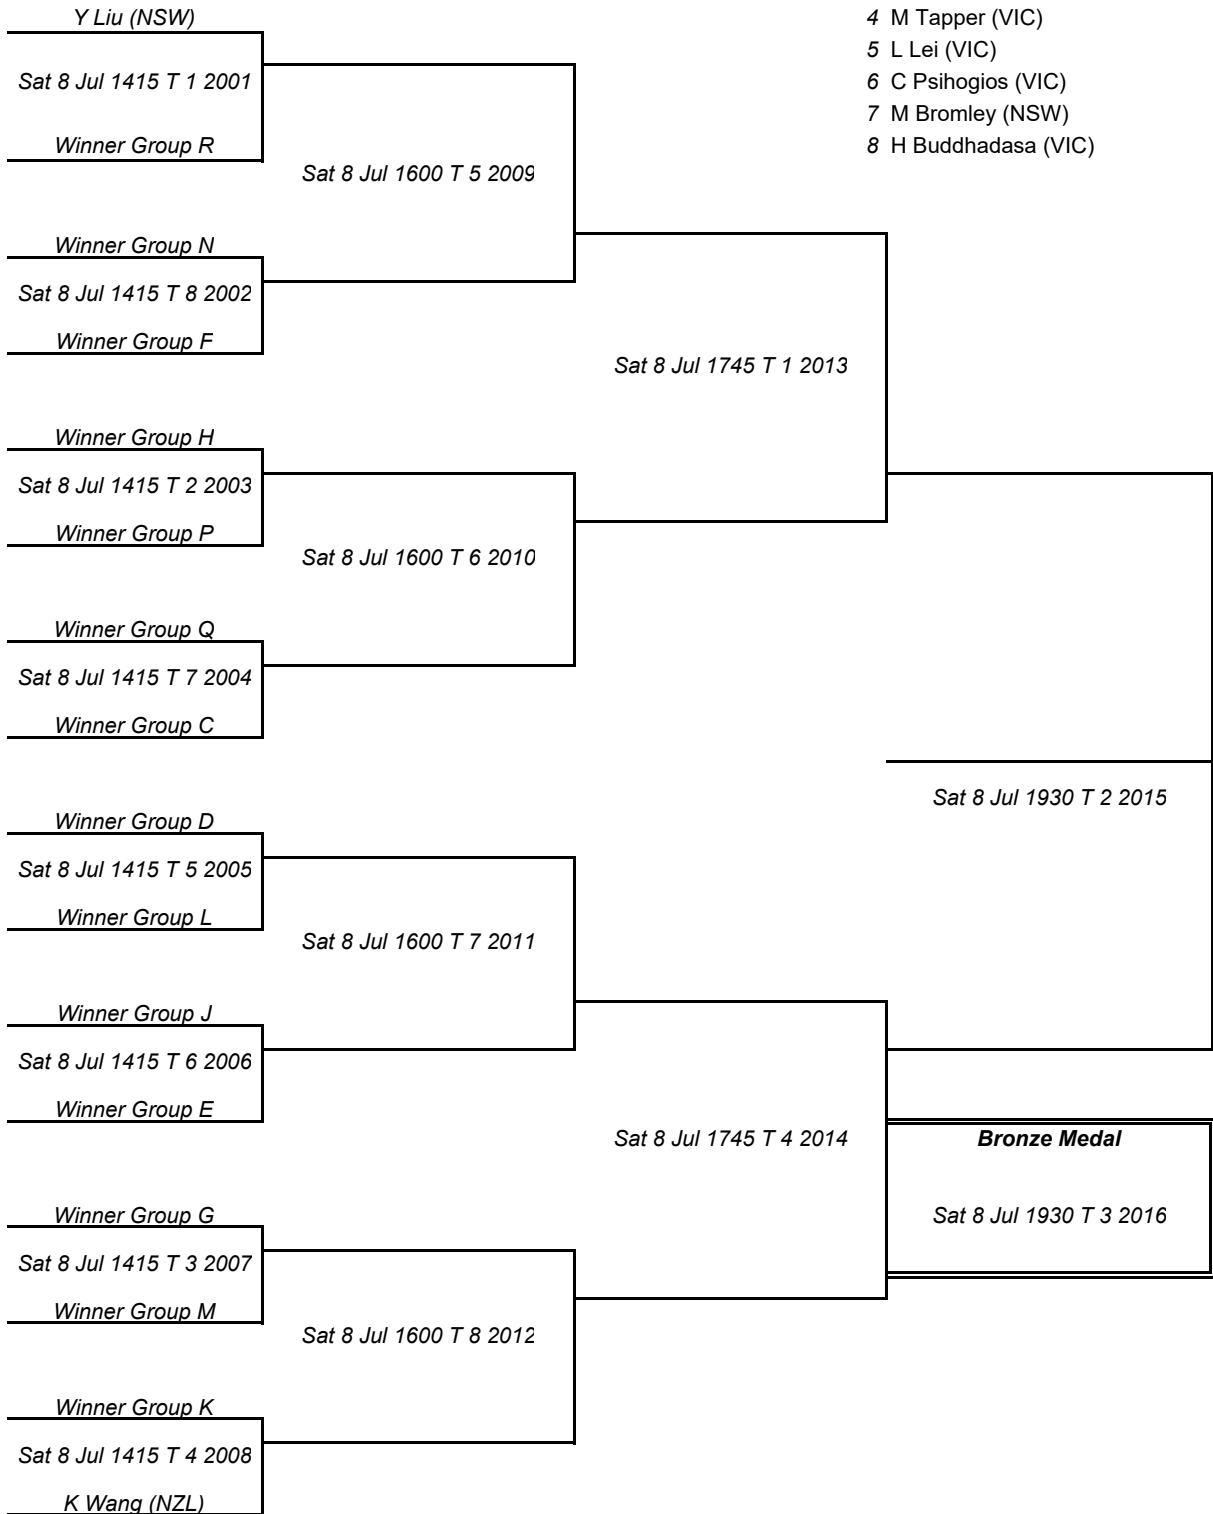 Y Liu (NSW)
4 M Tapper (VIC)
5 L Lei (VIC)
Sat 8 Jul 1415 T 1 2001
6 C Psihogios (VIC)
7 M Bromley (NSW)
Winner Group R
8 H Buddhadasa (VIC)
Sat 8 Jul 1600 T 5 2009
Winner Group N
Sat 8 Jul 1415 T 8 2002
Winner Group F
Sat 8 Jul 1745 T 1 2013
Winner Group H
Sat 8 Jul 1415 T 2 2003
Winner Group P
Sat 8 Jul 1600 T 6 2010
Winner Group Q
Sat 8 Jul 1415 T 7 2004
Winner Group C
Sat 8 Jul 1930 T 2 2015
Winner Group D
Sat 8 Jul 1415 T 5 2005
Winner Group L
Sat 8 Jul 1600 T 7 2011
Winner Group J
Sat 8 Jul 1415 T 6 2006
Winner Group E
Sat 8 Jul 1745 T 4 2014
Bronze Medal
Winner Group G
Sat 8 Jul 1930 T 3 2016
Sat 8 Jul 1415 T 3 2007
Winner Group M
Sat 8 Jul 1600 T 8 2012
Winner Group K
Sat 8 Jul 1415 T 4 2008
K Wang (NZL)